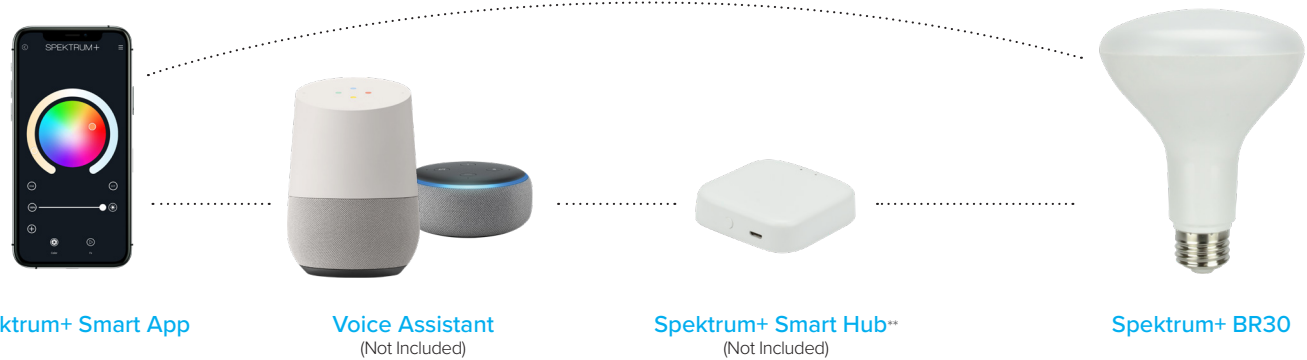 SPEKTRUM+
ktrum+ Smart App
Voice Assistant
(Not Included)
Spektrum+ Smart Hub**
(Not Included)
Spektrum+ BR30